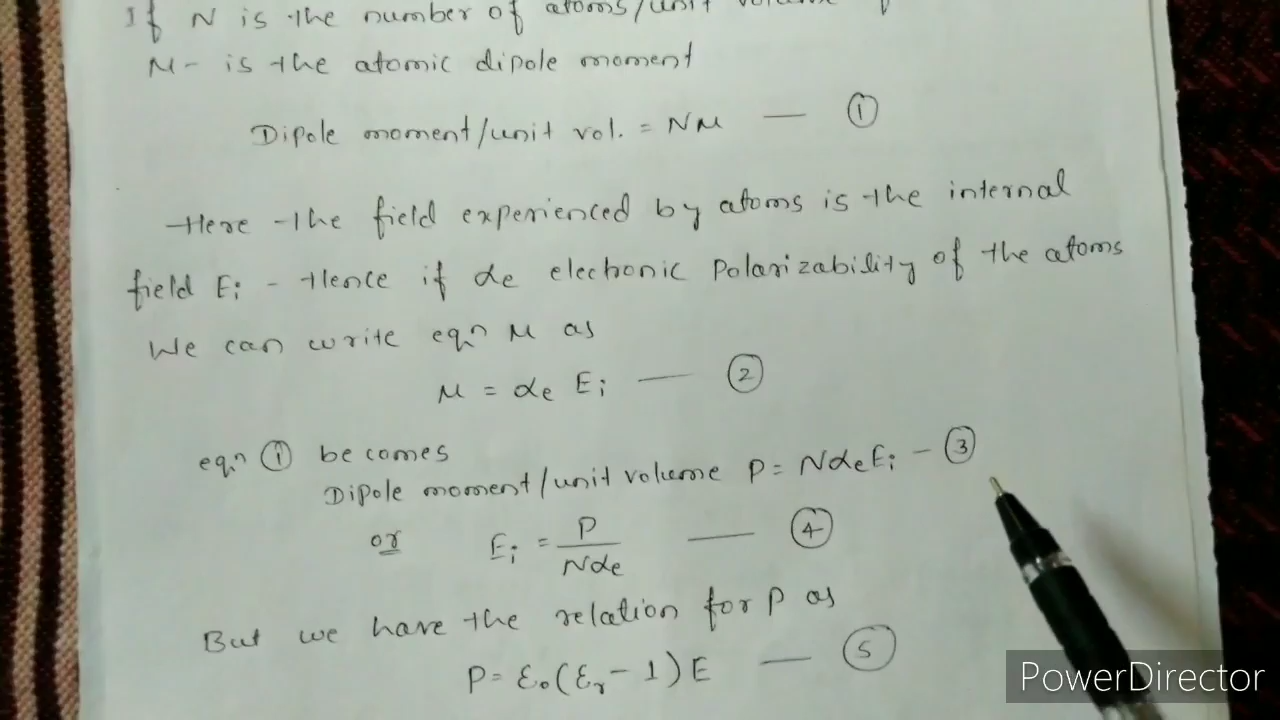 If N is the number of atoms/unit volume &
μ- is the atomic dipole moment
Dipole moment/unit vol. = Nμ — ①
Here the field experienced by atoms is the internal
field Ei - Hence if αe electronic Polarizability of the atoms
We can write eqn μ as
μ = αe Ei — ②
eqn ① becomes
Dipole moment/unit volume P = NαeEi - ③
or Ei = P/Nαe — ④
But we have the relation for P as
P = ε₀(εr - 1) E — ⑤
PowerDirector